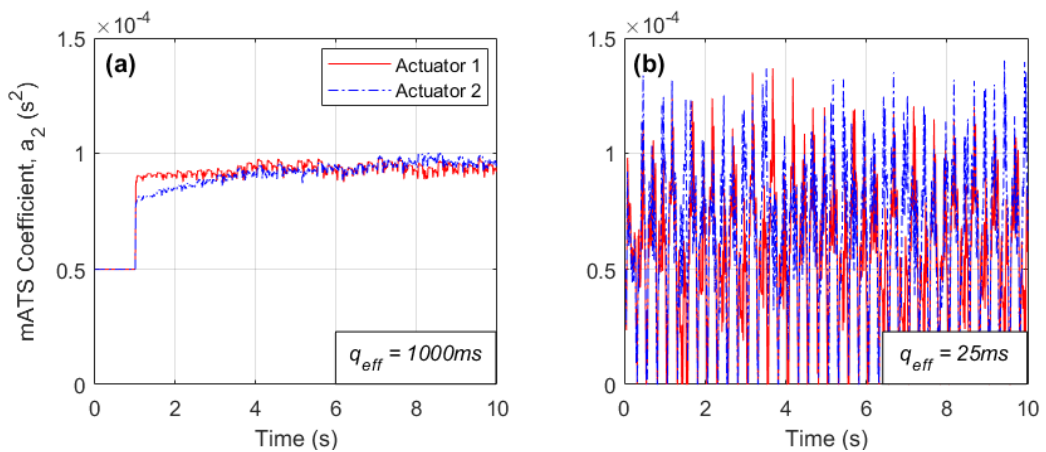 ×10⁻⁴
1.5
1
0.5
0
(a)
Actuator 1
Actuator 2
q_eff = 1000ms
0 2 4 6 8 10
Time (s)
mATS Coefficient, a₂ (s²)
×10⁻⁴
1.5
1
0.5
0
(b)
q_eff = 25ms
0 2 4 6 8 10
Time (s)